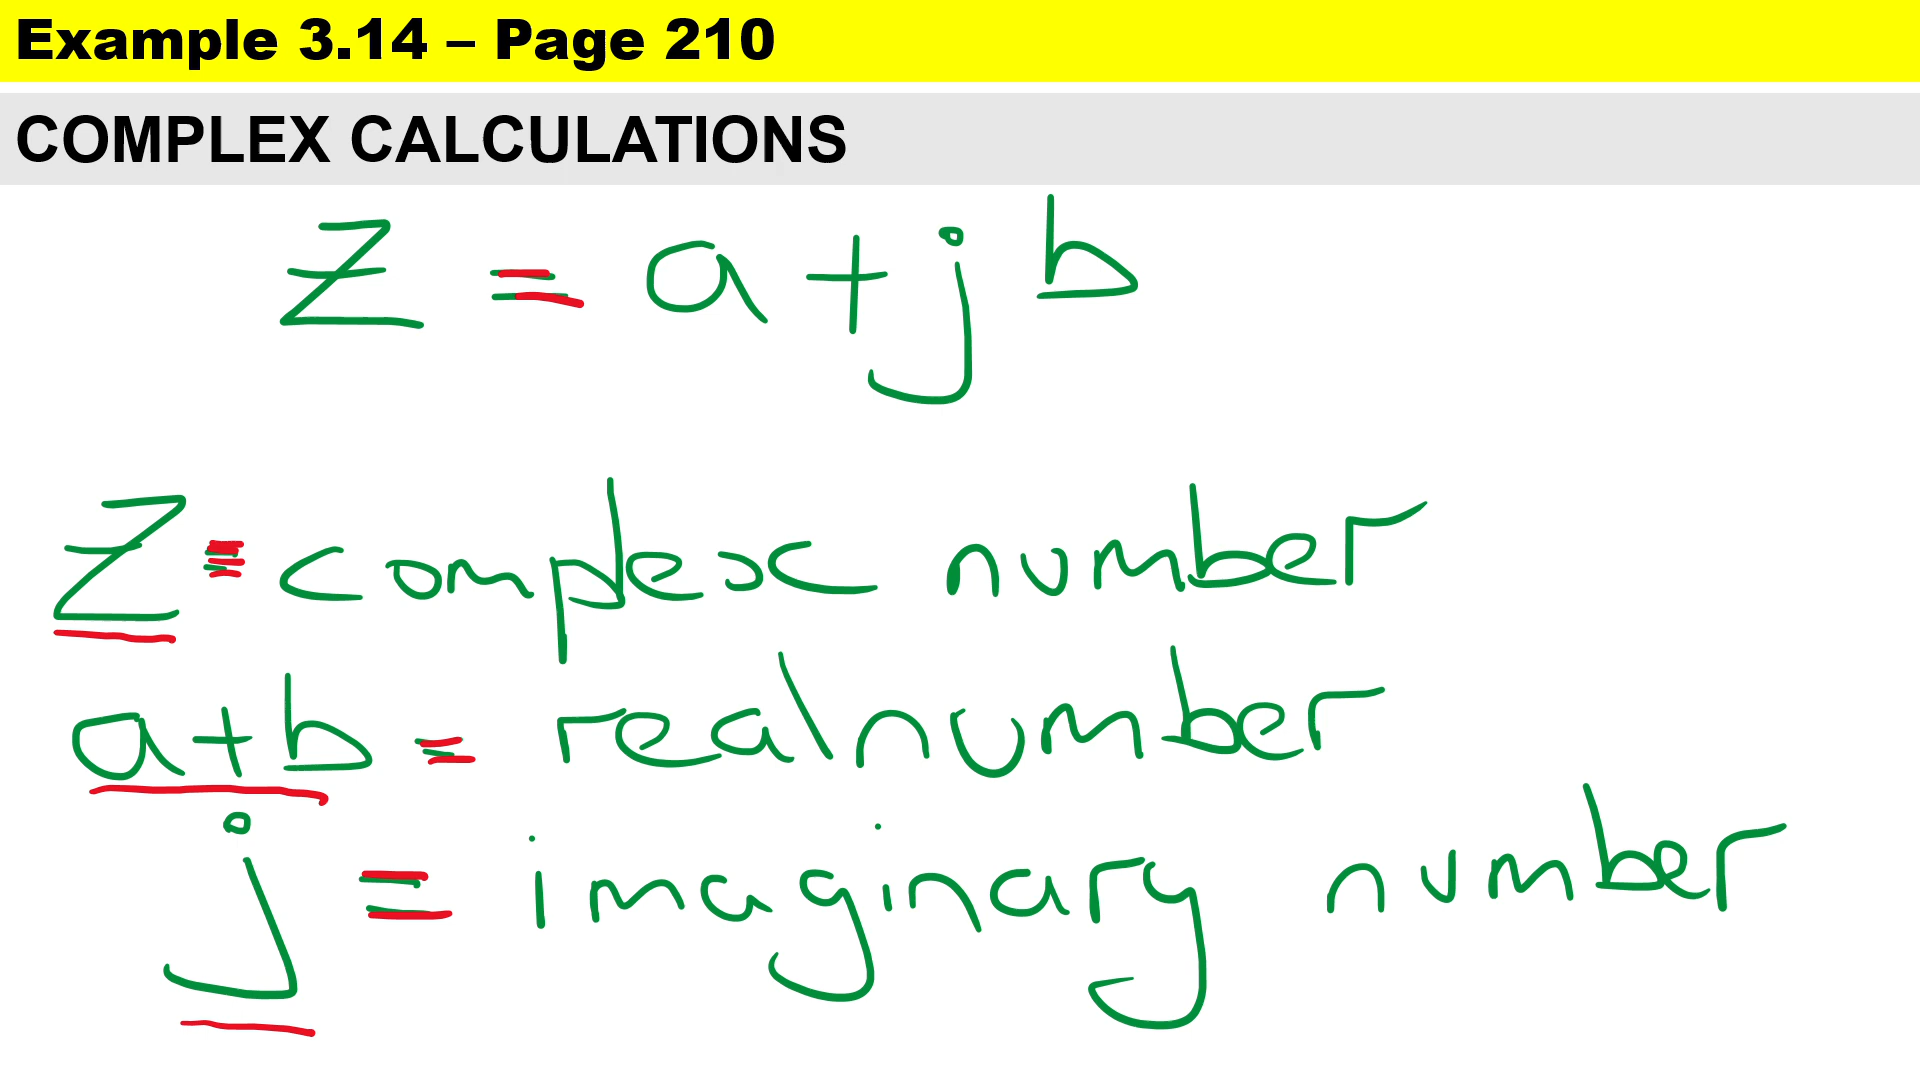 Example 3.14 – Page 210
COMPLEX CALCULATIONS
Z = a + j b
Z = complex number
a + b = real number
j = imaginary number